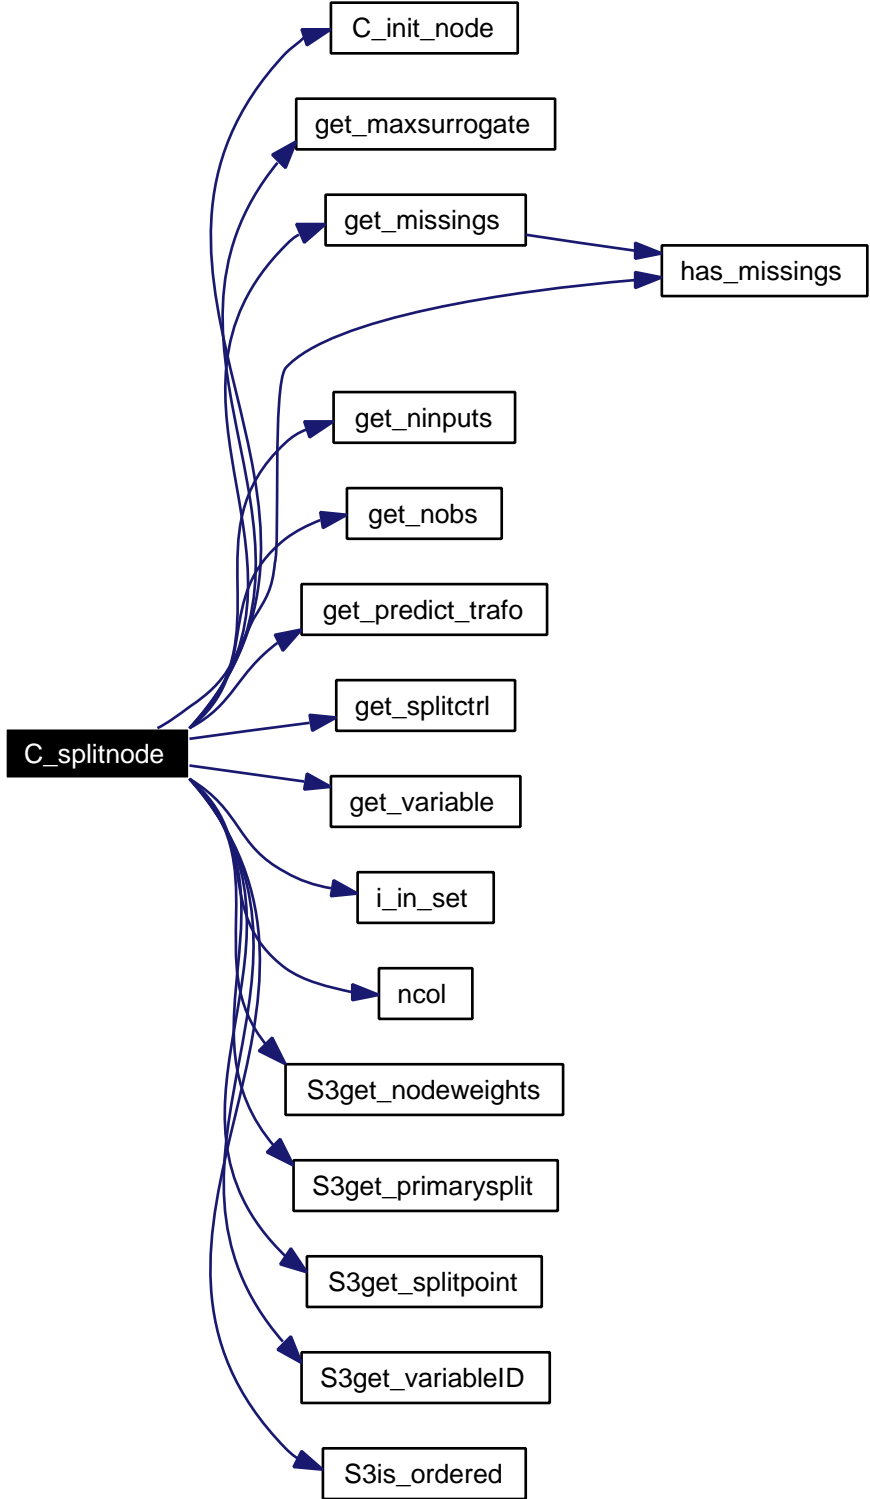 C_init_node
get_maxsurrogate
get_missings
has_missings
get_ninputs
get_nobs
get_predict_trafo
get_splitctrl
C_splitnode
get_variable
i_in_set
ncol
S3get_nodeweights
S3get_primarysplit
S3get_splitpoint
S3get_variableID
S3is_ordered